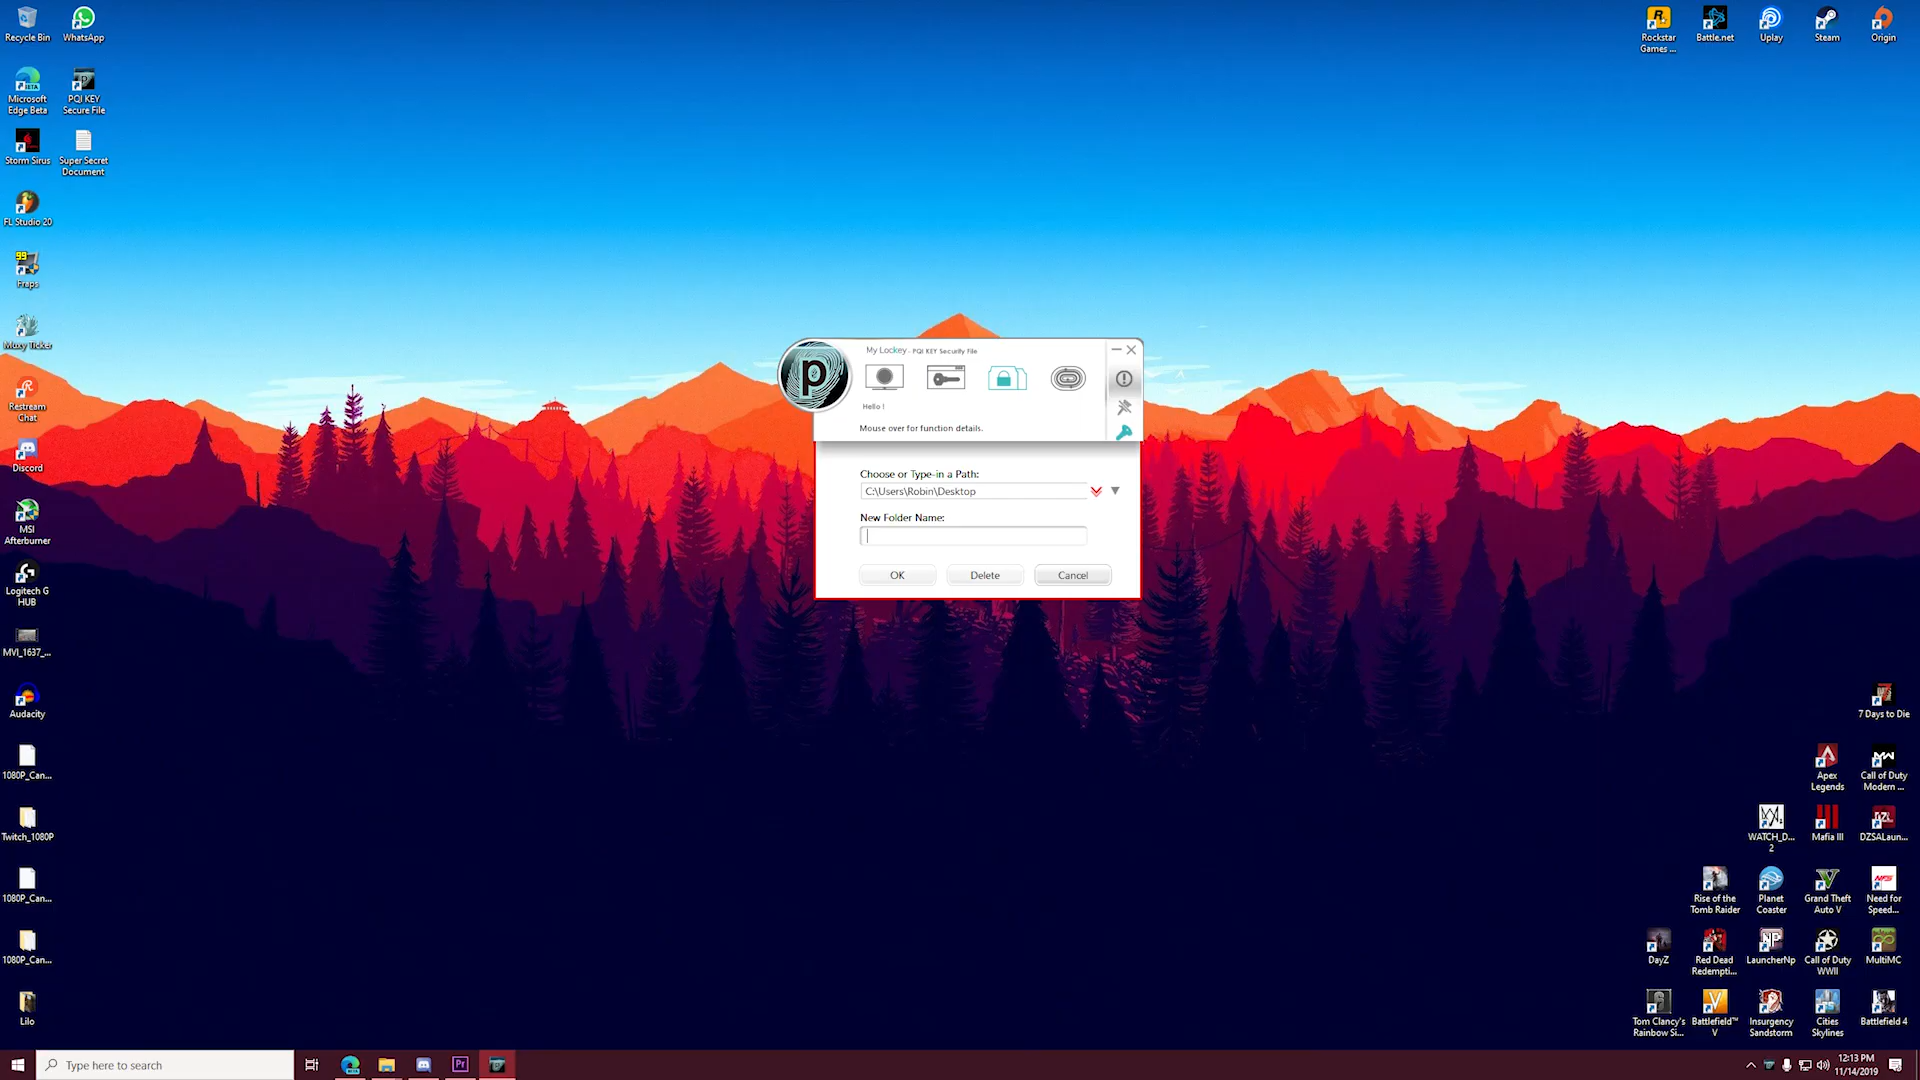 Recycle Bin
WhatsApp
Microsoft
Edge Beta
PQI KEY
Secure File
Storm Sirus
Super Secret
Document
FL Studio 20
99
Fraps
Muxy Ticker
Restream
Chat
Discord
MSI
Afterburner
Logitech G
HUB
MVI_1637_...
Audacity
1080P_Can...
Twitch_1080P
1080P_Can...
1080P_Can...
Lilo
Rockstar
Games ...
Battle.net
Uplay
Steam
Origin
My Lockey - PQI KEY Security File
p
Hello !
Mouse over for function details.
Choose or Type-in a Path:
C:\Users\Robin\Desktop
New Folder Name:
OK
Delete
Cancel
7 Days to Die
Apex
Legends
Call of Duty
Modern ...
WATCH_D...
2
Mafia III
DZSALaun...
Rise of the
Tomb Raider
Planet
Coaster
Grand Theft
Auto V
Need for
Speed...
DayZ
Red Dead
Redempti...
LauncherNp
Call of Duty
WWII
MultiMC
Tom Clancy's
Rainbow Si...
Battlefield™
V
Insurgency
Sandstorm
Cities
Skylines
Battlefield 4
Type here to search
Pr
12:13 PM
11/14/2019